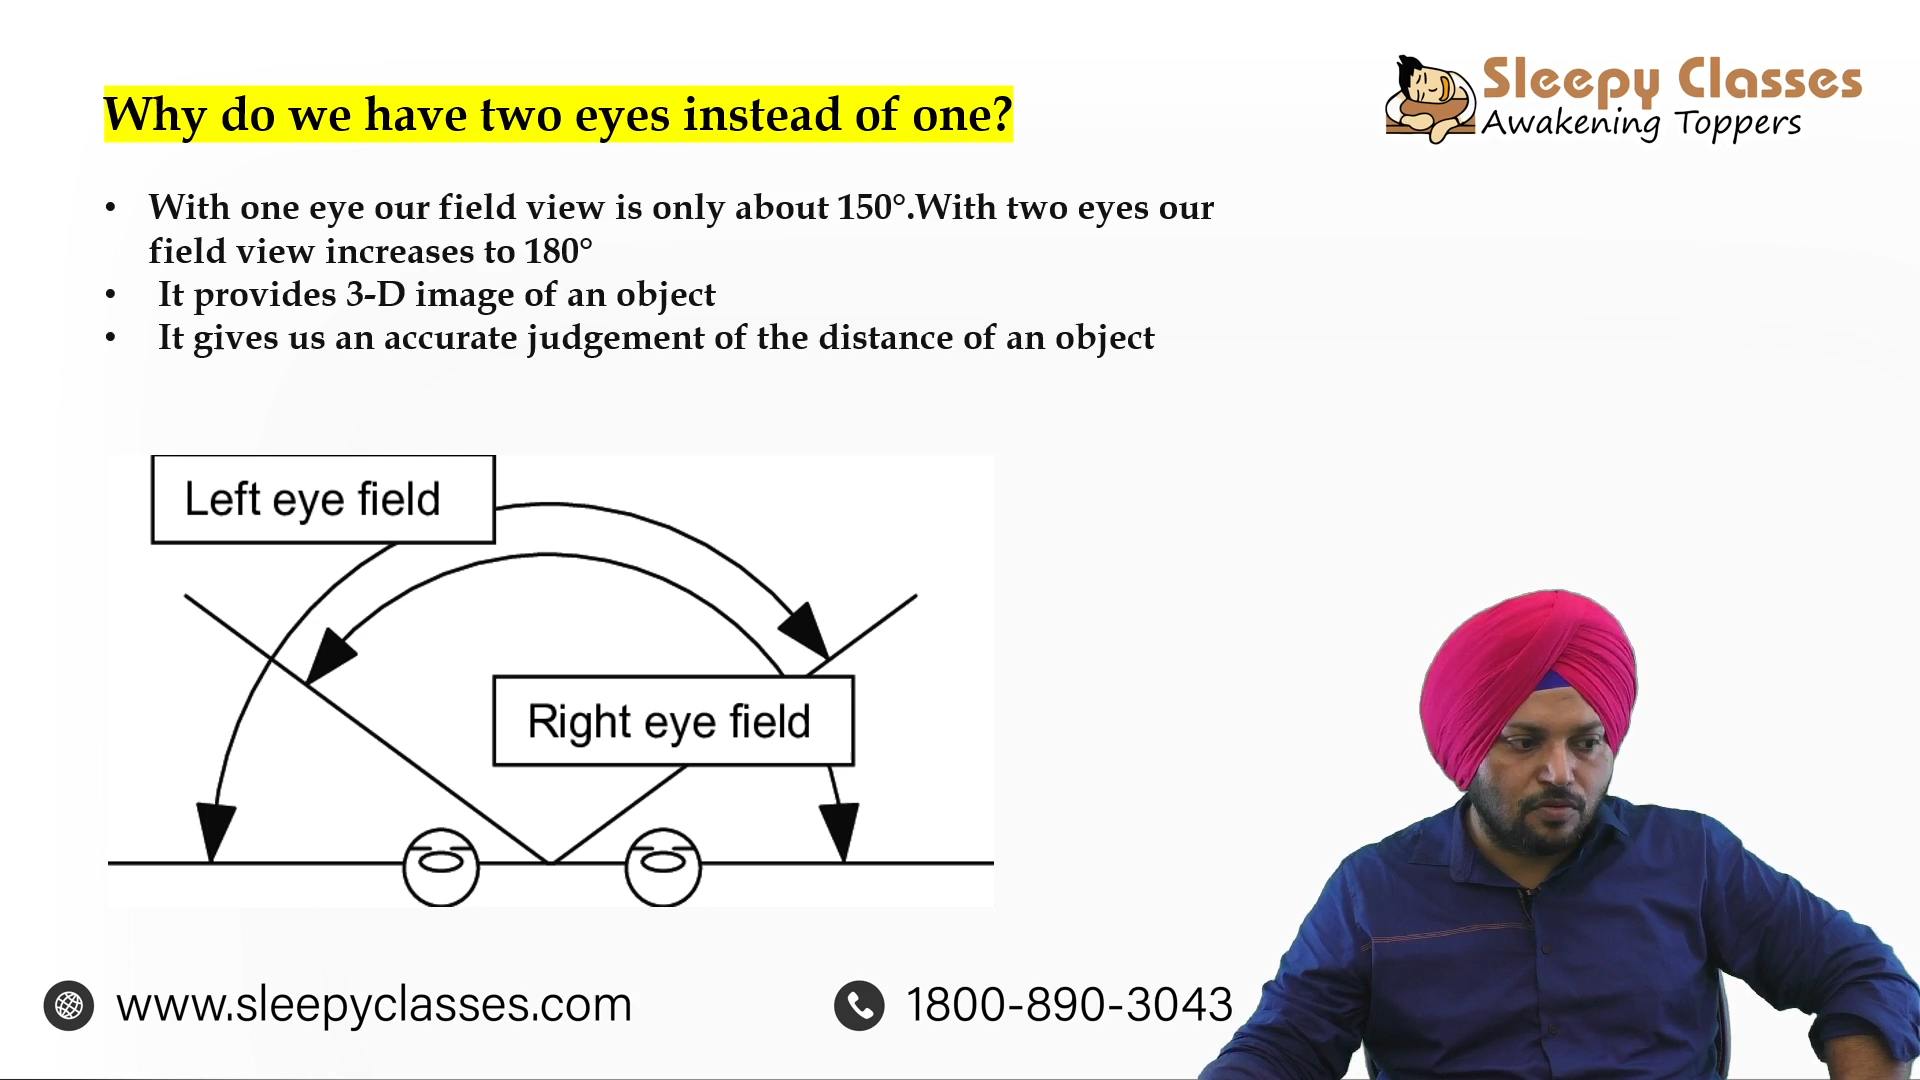 Sleepy Classes
Awakening Toppers
Why do we have two eyes instead of one?
• With one eye our field view is only about 150°.With two eyes our
field view increases to 180°
• It provides 3-D image of an object
• It gives us an accurate judgement of the distance of an object
Left eye field
Right eye field
www.sleepyclasses.com
1800-890-3043